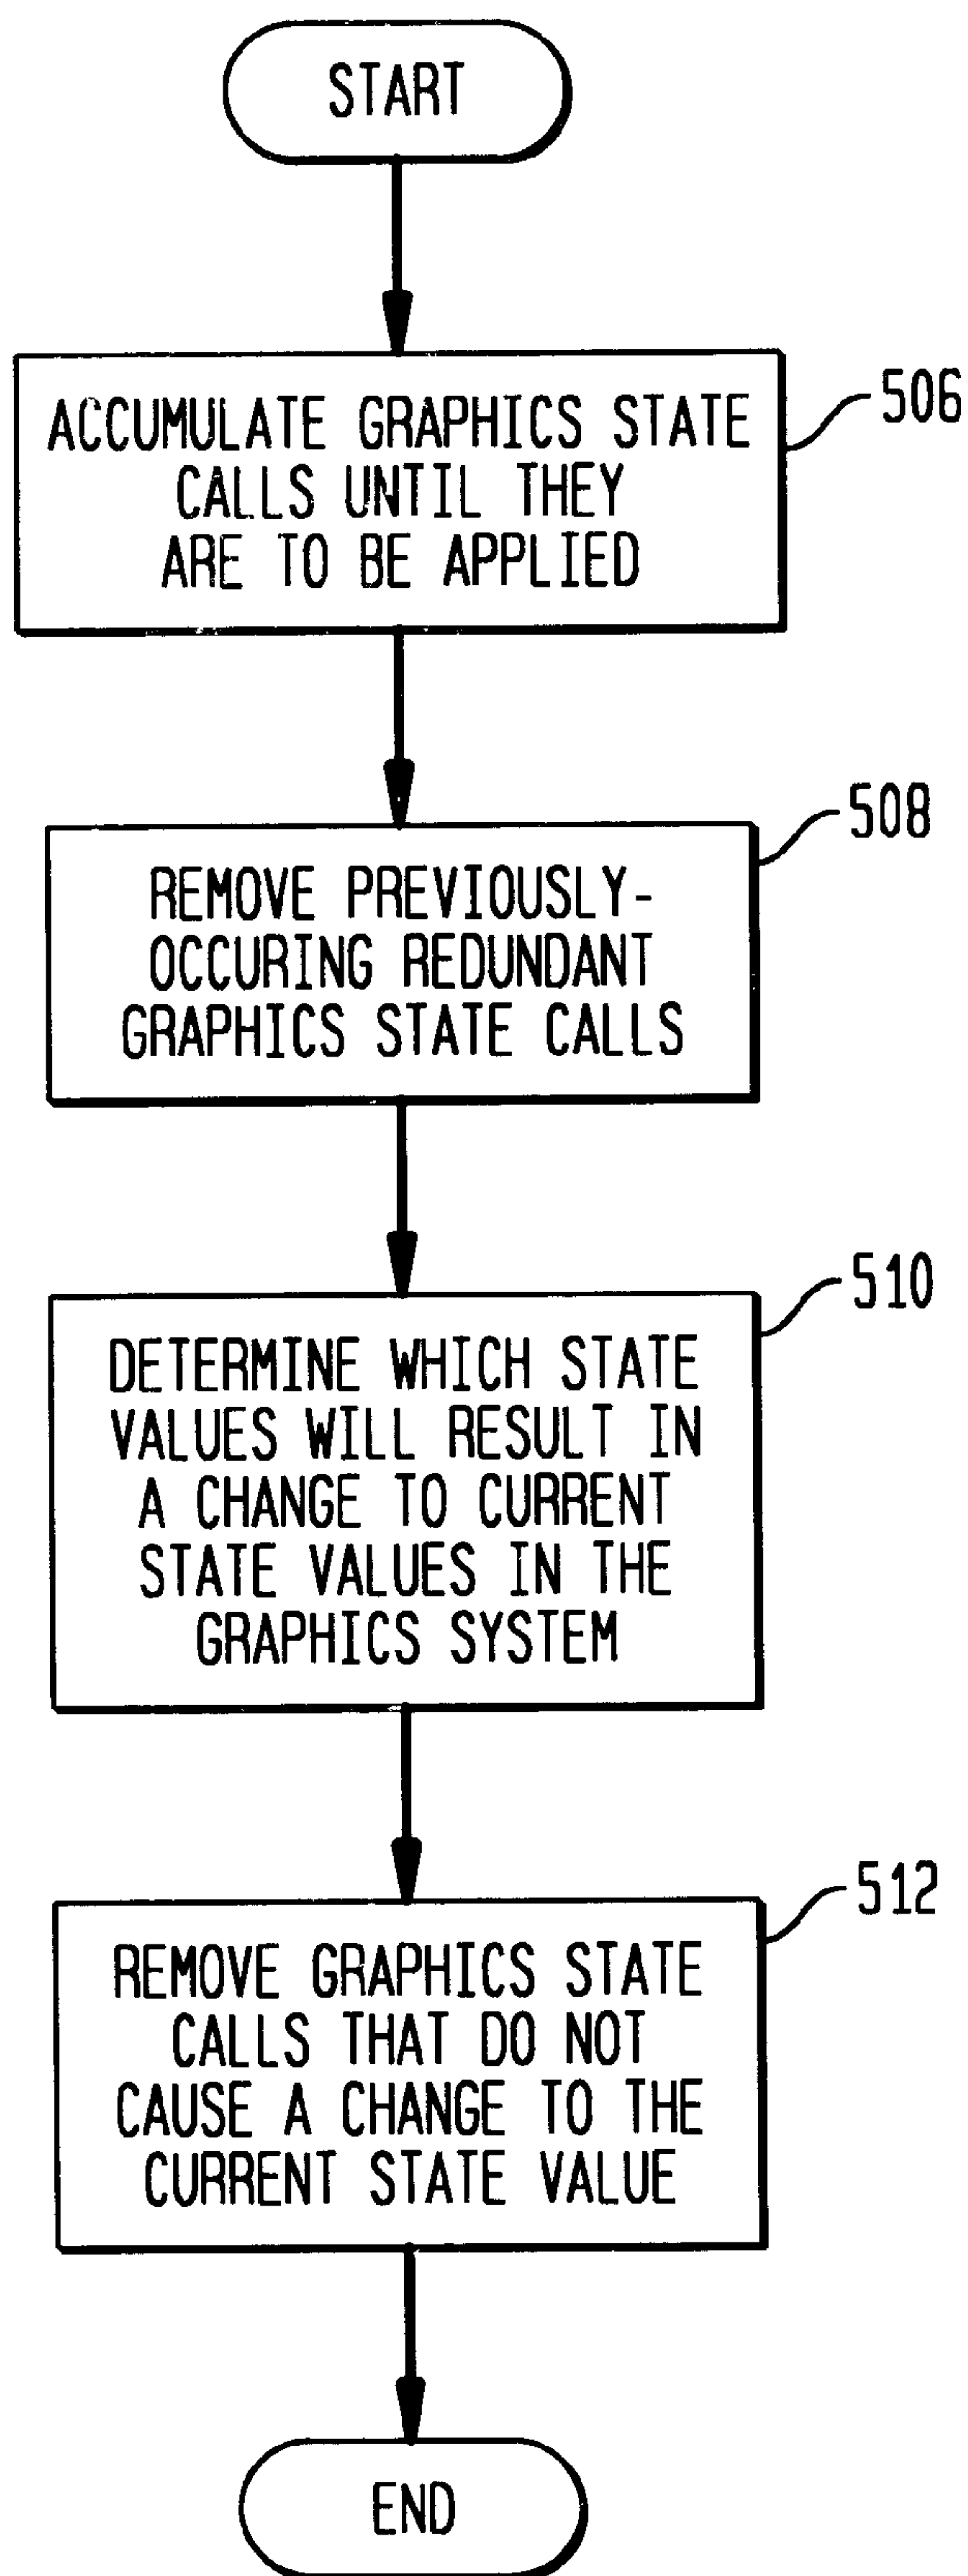 START
ACCUMULATE GRAPHICS STATE
CALLS UNTIL THEY
ARE TO BE APPLIED
506
REMOVE PREVIOUSLY-
OCCURING REDUNDANT
GRAPHICS STATE CALLS
508
DETERMINE WHICH STATE
VALUES WILL RESULT IN
A CHANGE TO CURRENT
STATE VALUES IN THE
GRAPHICS SYSTEM
510
REMOVE GRAPHICS STATE
CALLS THAT DO NOT
CAUSE A CHANGE TO THE
CURRENT STATE VALUE
512
END